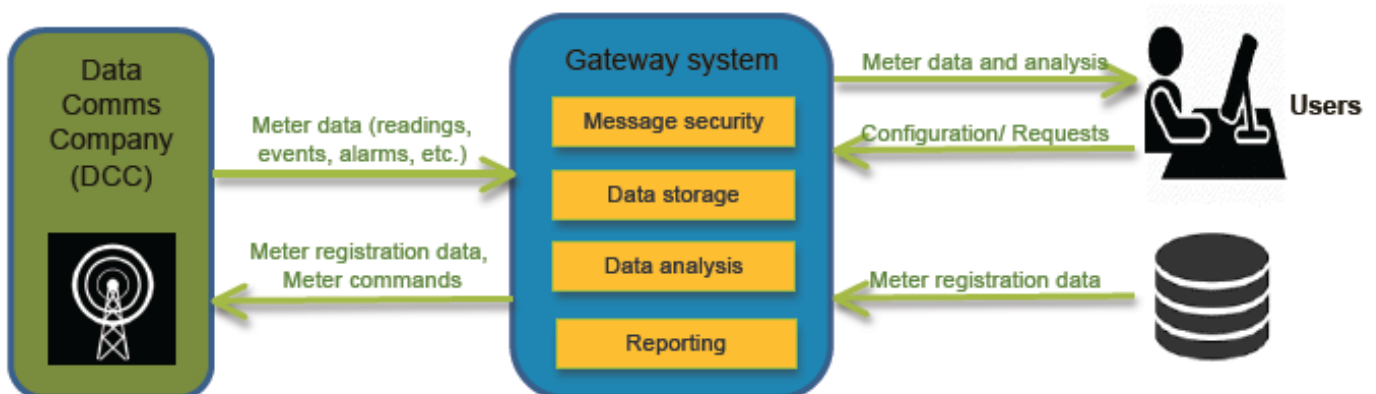 Data
Comms
Company
(DCC)
Meter data (readings,
events, alarms, etc.)
Meter registration data,
Meter commands
Gateway system
Message security
Data storage
Data analysis
Reporting
Meter data and analysis
Configuration/ Requests
Meter registration data
Users